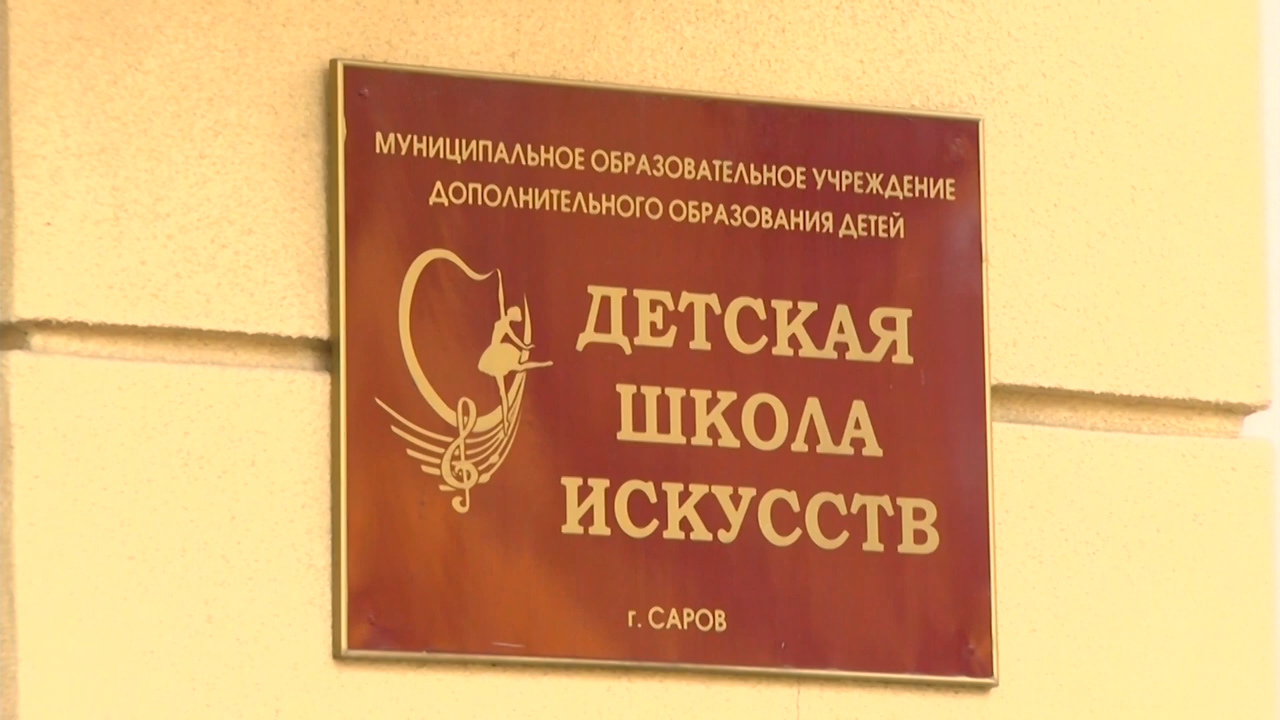 МУНИЦИПАЛЬНОЕ ОБРАЗОВАТЕЛЬНОЕ УЧРЕЖДЕНИЕ
ДОПОЛНИТЕЛЬНОГО ОБРАЗОВАНИЯ ДЕТЕЙ
ДЕТСКАЯ
ШКОЛА
ИСКУССТВ
г. САРОВ